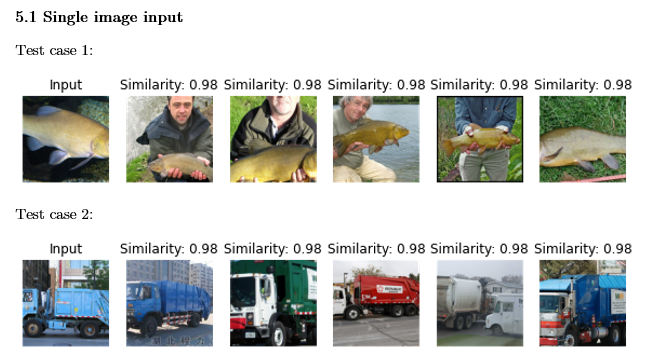 5.1 Single image input
Test case 1:
Input Similarity: 0.98 Similarity: 0.98 Similarity: 0.98 Similarity: 0.98 Similarity: 0.98
Test case 2:
Input Similarity: 0.98 Similarity: 0.98 Similarity: 0.98 Similarity: 0.98 Similarity: 0.98